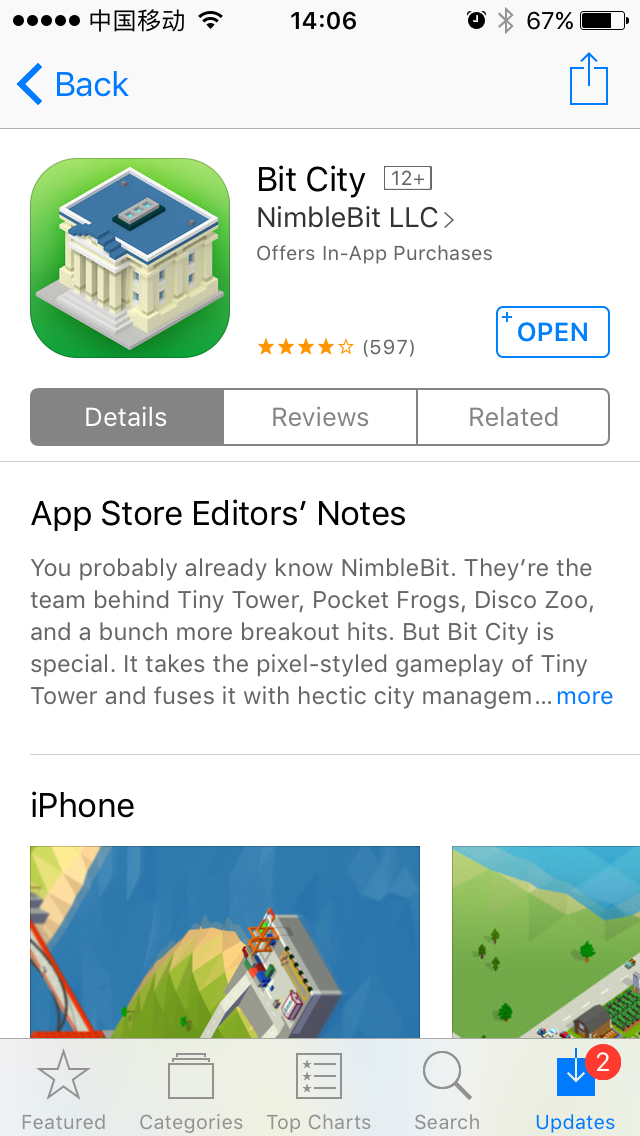 中国移动 14:06 67%
Back
Bit City 12+
NimbleBit LLC
Offers In-App Purchases
(597) + OPEN
Details Reviews Related
App Store Editors’ Notes
You probably already know NimbleBit. They’re the
team behind Tiny Tower, Pocket Frogs, Disco Zoo,
and a bunch more breakout hits. But Bit City is
special. It takes the pixel-styled gameplay of Tiny
Tower and fuses it with hectic city managem... more
iPhone
2
Featured Categories Top Charts Search Updates